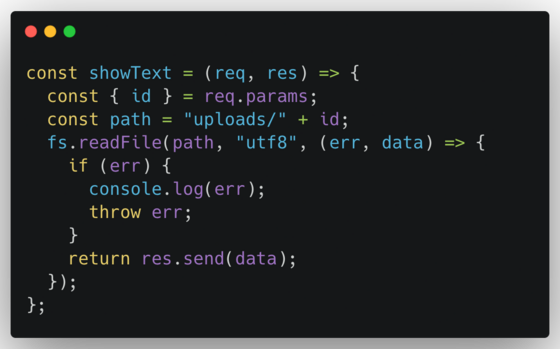 const showText = (req, res) => {
  const { id } = req.params;
  const path = "uploads/" + id;
  fs.readFile(path, "utf8", (err, data) => {
    if (err) {
      console.log(err);
      throw err;
    }
    return res.send(data);
  });
};